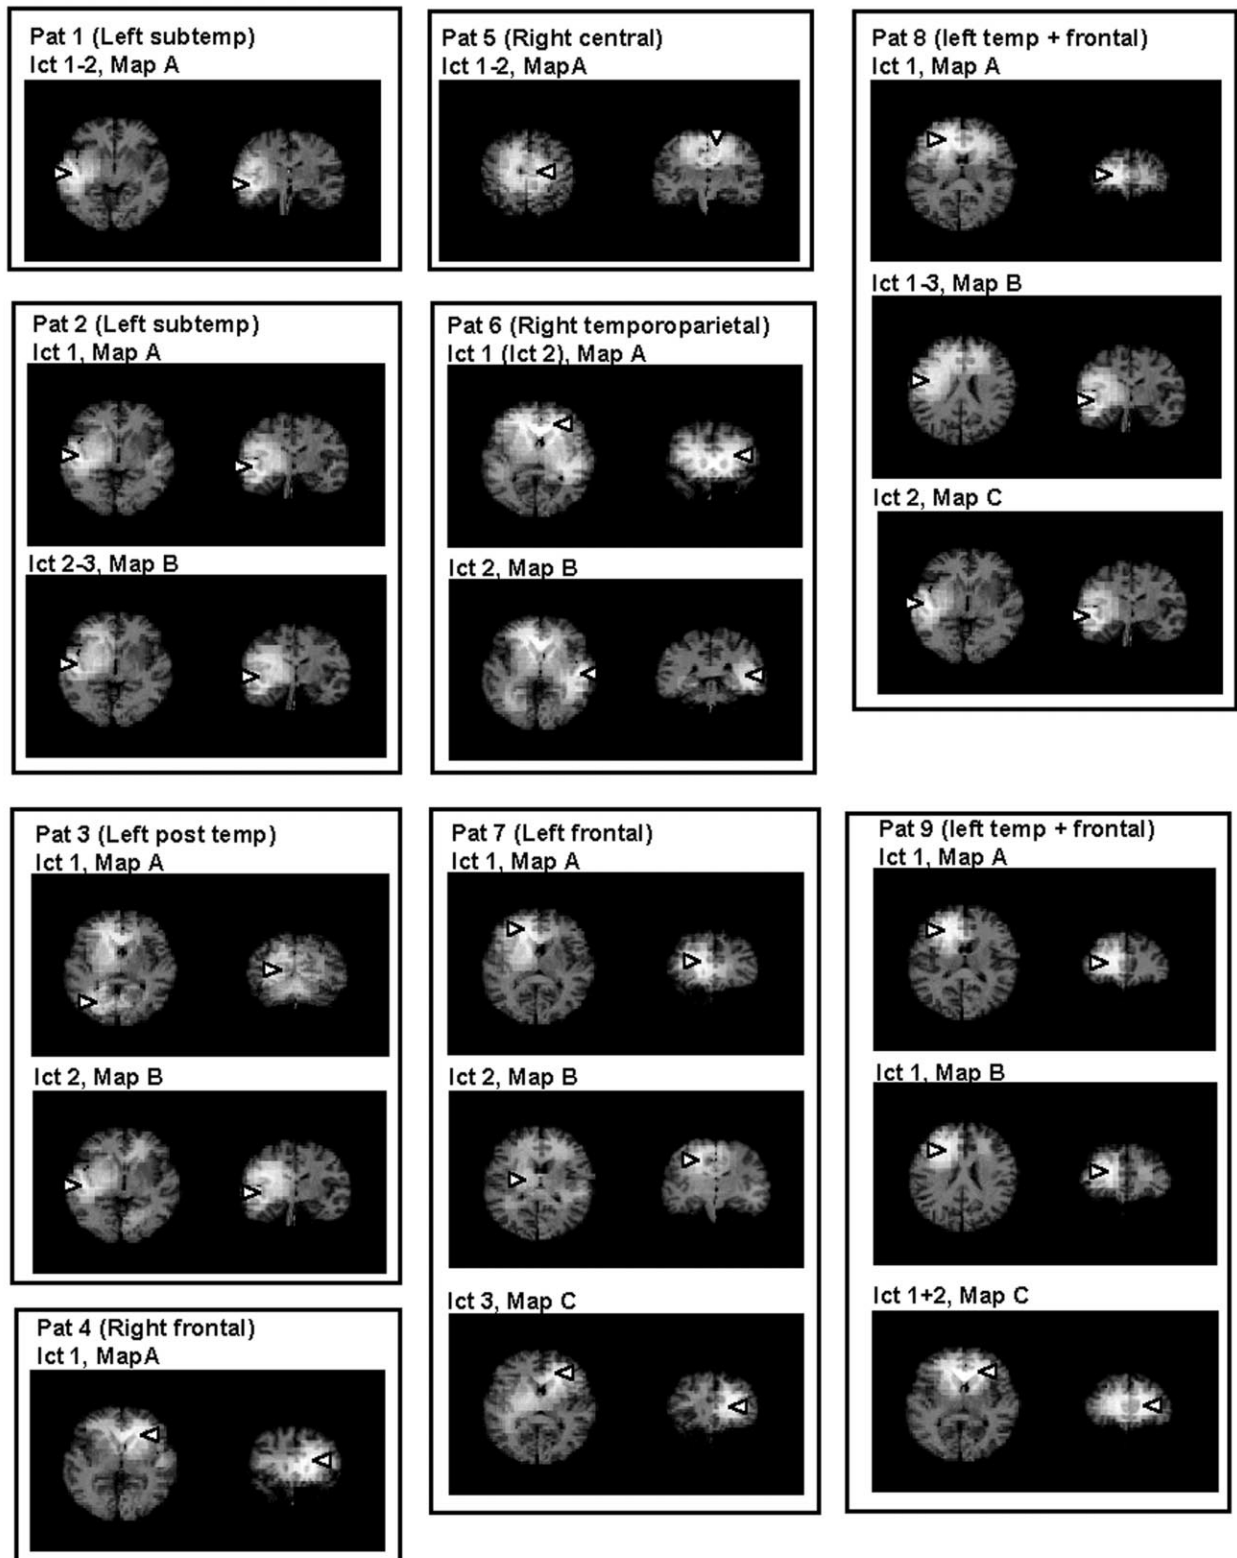 Pat 1 (Left subtemp)
Ict 1-2, Map A
Pat 2 (Left subtemp)
Ict 1, Map A
Ict 2-3, Map B
Pat 3 (Left post temp)
Ict 1, Map A
Ict 2, Map B
Pat 4 (Right frontal)
Ict 1, MapA
Pat 5 (Right central)
Ict 1-2, MapA
Pat 6 (Right temporoparietal)
Ict 1 (Ict 2), Map A
Ict 2, Map B
Pat 7 (Left frontal)
Ict 1, Map A
Ict 2, Map B
Ict 3, Map C
Pat 8 (left temp + frontal)
Ict 1, Map A
Ict 1-3, Map B
Ict 2, Map C
Pat 9 (left temp + frontal)
Ict 1, Map A
Ict 1, Map B
Ict 1+2, Map C